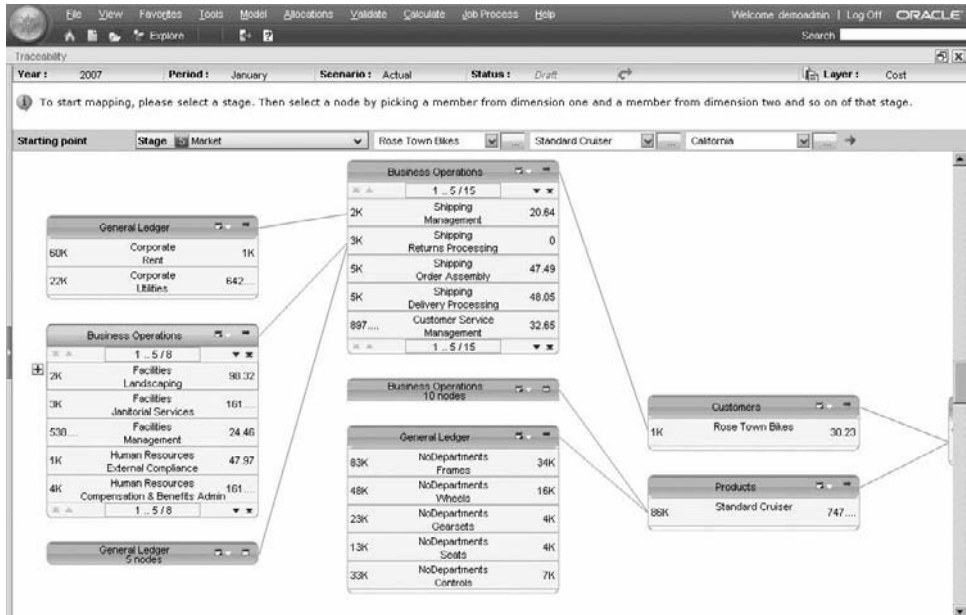 File View Favorites Tools Model Allocations Validate Calculate Job Process Help Welcome demoadmin | Log Off ORACLE
Explore Search
Traceability
Year : 2007 Period : January Scenario : Actual Status : Draft Layer : Cost
To start mapping, please select a stage. Then select a node by picking a member from dimension one and a member from dimension two and so on of that stage.
Starting point Stage Market Rose Town Bikes Standard Cruiser California
General Ledger
60K Corporate Rent 1K
22K Corporate Utilities 642....
Business Operations
1 .. 5 / 8
2K Facilities Landscaping 98.32
3K Facilities Janitorial Services 161....
538.... Facilities Management 24.46
1K Human Resources External Compliance 47.97
4K Human Resources Compensation & Benefits Admin 161....
1 .. 5 / 8
General Ledger
5 nodes
Business Operations
1 .. 5 / 15
2K Shipping Management 20.64
3K Shipping Returns Processing 0
5K Shipping Order Assembly 47.49
5K Shipping Delivery Processing 48.05
897.... Customer Service Management 32.65
1 .. 5 / 15
Business Operations
10 nodes
General Ledger
83K NoDepartments Frames 34K
48K NoDepartments Wheels 16K
23K NoDepartments Gearsets 4K
13K NoDepartments Seats 4K
33K NoDepartments Controls 7K
Customers
1K Rose Town Bikes 30.23
Products
86K Standard Cruiser 747....